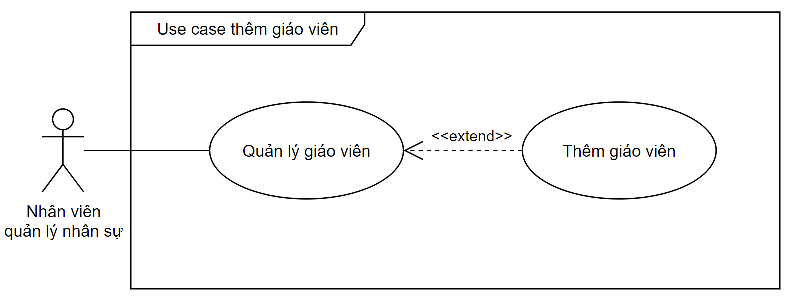 Use case thêm giáo viên
Quản lý giáo viên
<<extend>>
Thêm giáo viên
Nhân viên
quản lý nhân sự